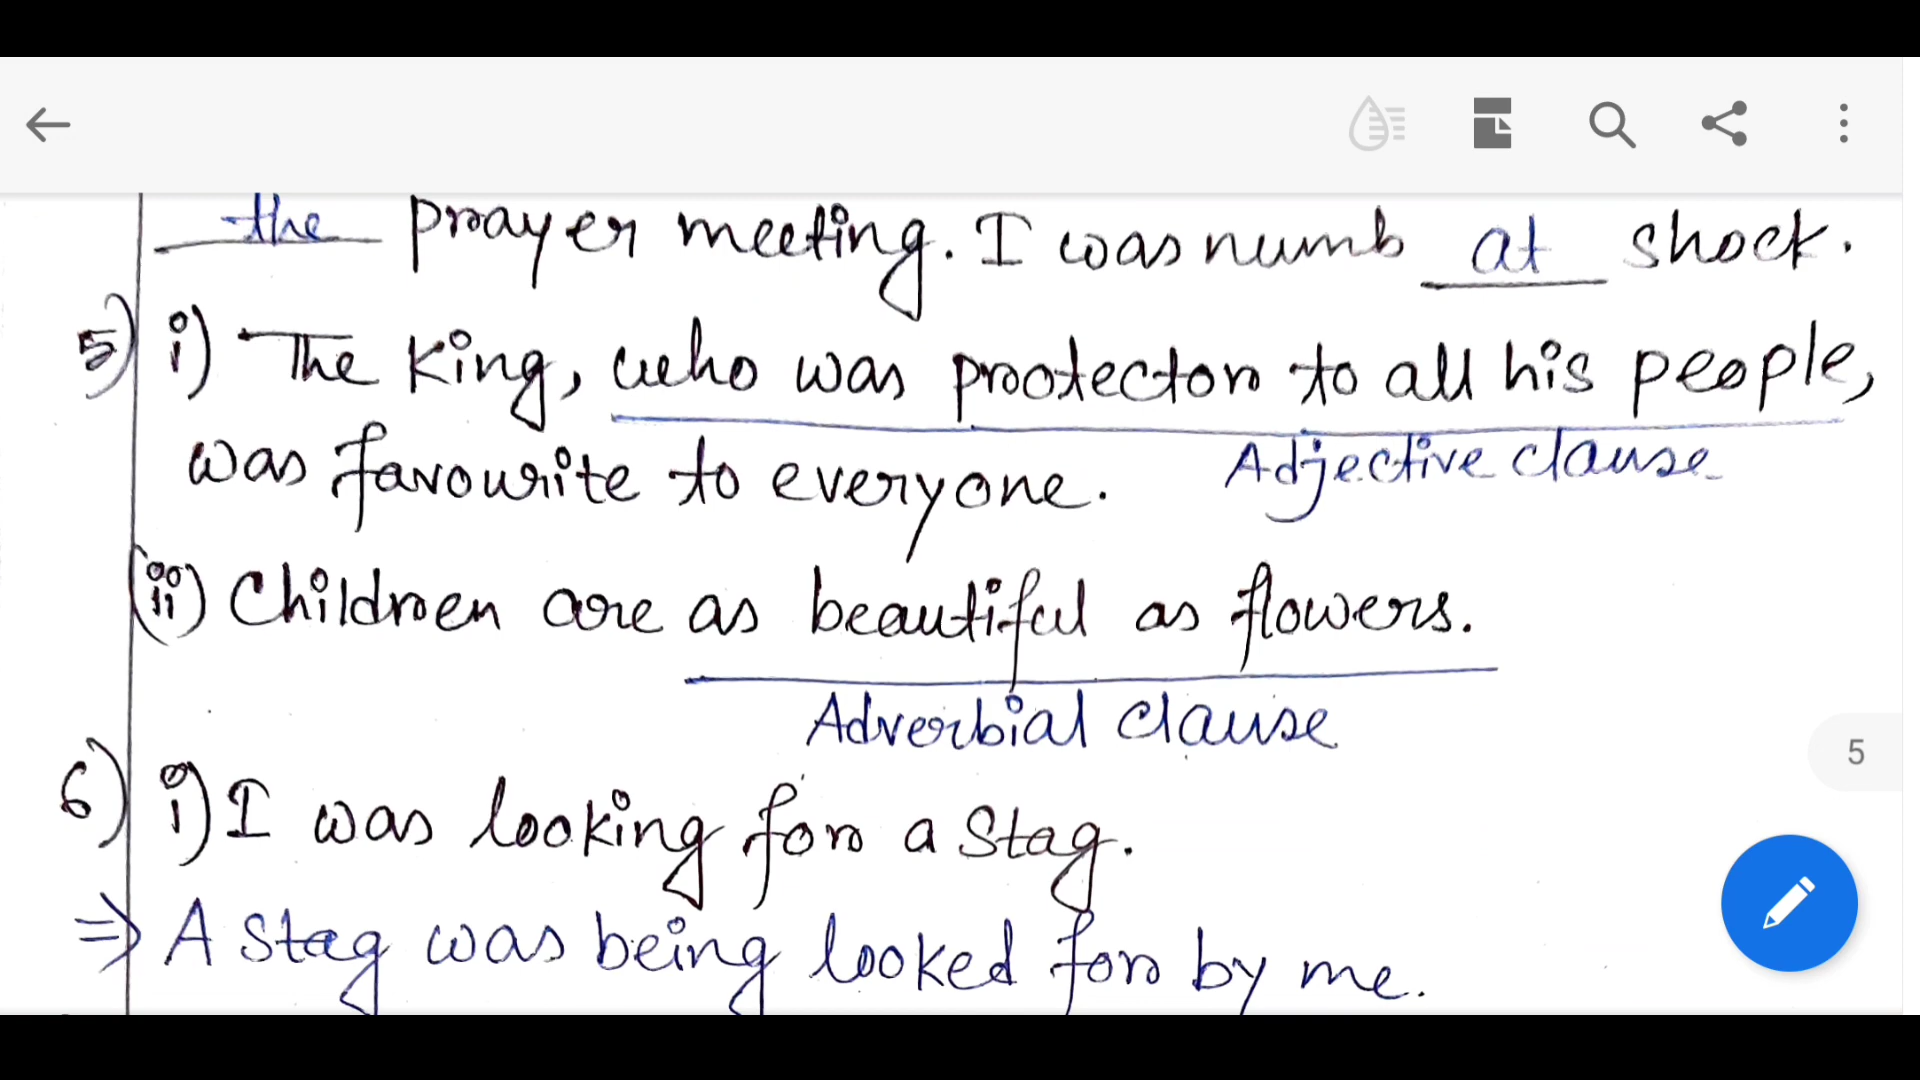 the prayer meeting. I was numb at shock.
5) i) The King, who was protector to all his people,
was favourite to everyone. Adjective clause
(ii) Children are as beautiful as flowers.
Adverbial clause
5
6) i) I was looking for a stag.
⇒ A stag was being looked for by me.